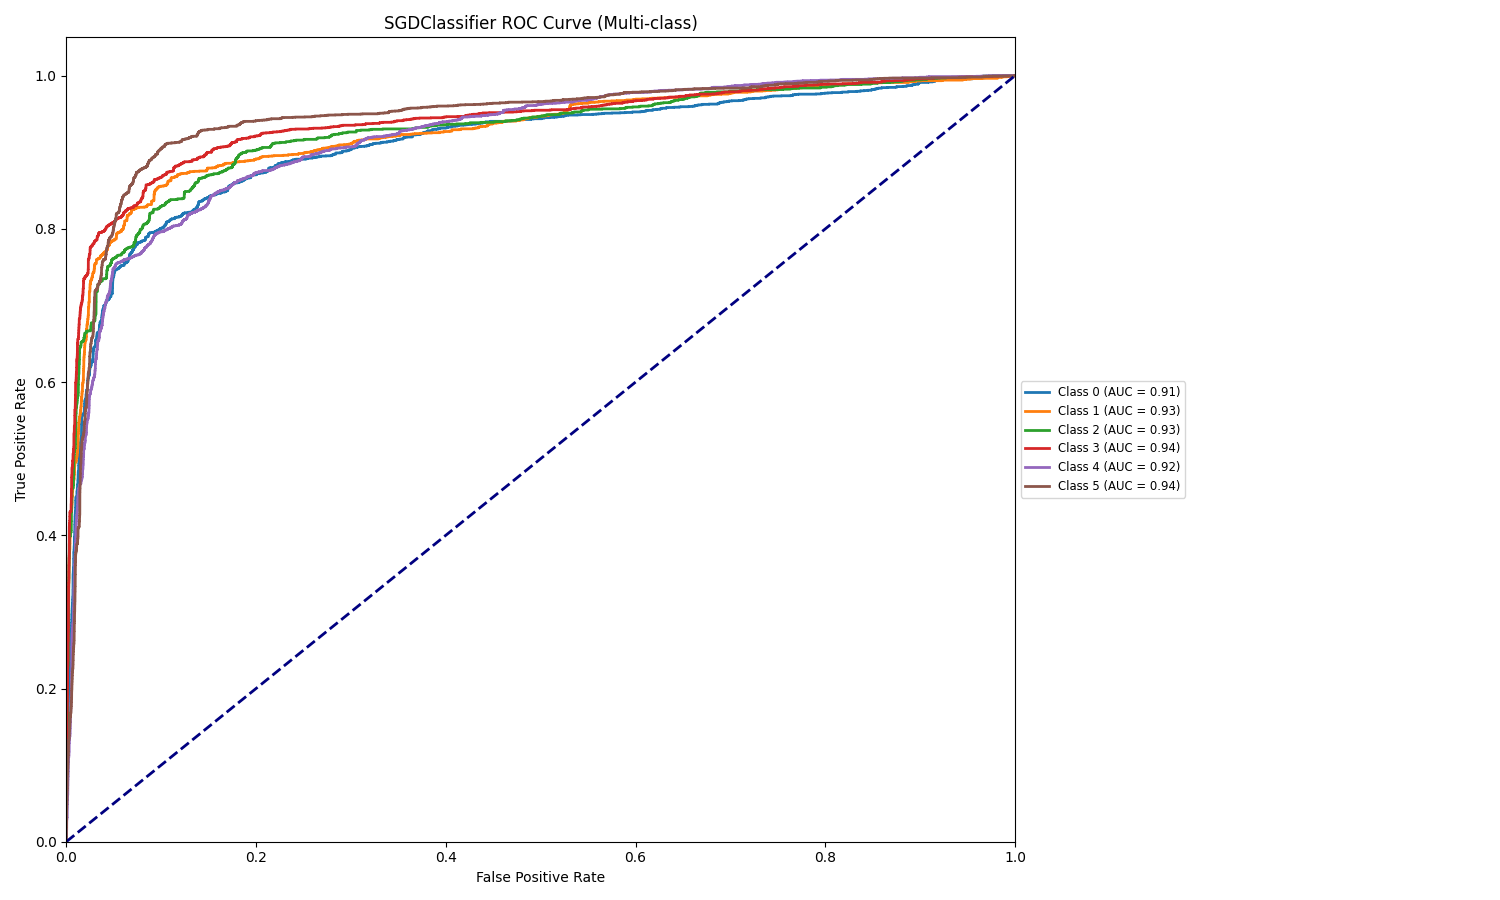 SGDClassifier ROC Curve (Multi-class)
True Positive Rate
1.0
0.8
0.6
0.4
0.2
0.0
0.0 0.2 0.4 0.6 0.8 1.0
False Positive Rate
Class 0 (AUC = 0.91)
Class 1 (AUC = 0.93)
Class 2 (AUC = 0.93)
Class 3 (AUC = 0.94)
Class 4 (AUC = 0.92)
Class 5 (AUC = 0.94)